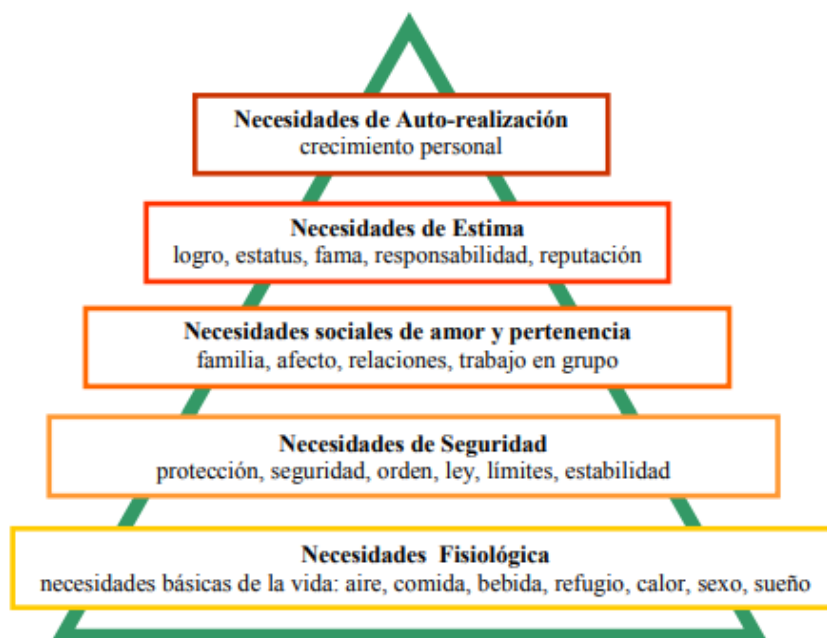 Necesidades de Auto-realización
crecimiento personal
Necesidades de Estima
logro, estatus, fama, responsabilidad, reputación
Necesidades sociales de amor y pertenencia
familia, afecto, relaciones, trabajo en grupo
Necesidades de Seguridad
protección, seguridad, orden, ley, límites, estabilidad
Necesidades Fisiológica
necesidades básicas de la vida: aire, comida, bebida, refugio, calor, sexo, sueño